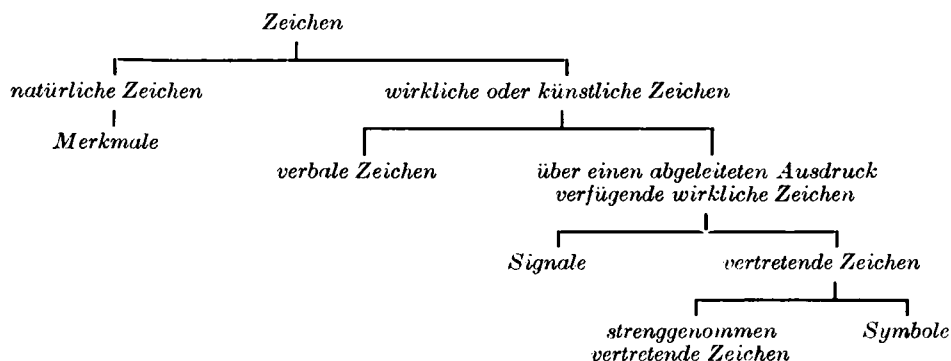 Zeichen
natürliche Zeichen
wirkliche oder künstliche Zeichen
Merkmale
verbale Zeichen
über einen abgeleiteten Ausdruck
verfügende wirkliche Zeichen
Signale
vertretende Zeichen
strenggenommen
vertretende Zeichen
Symbole